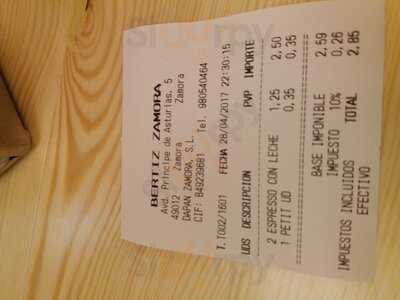 BERTIZ ZAMORA
Avd. Príncipe de Asturias, 5
49012 Zamora Zamora
DAPAN ZAMORA, S.L.
CIF: B49239681 Tel. 980540464
T.T002/1601 FECHA 28/04/2017 22:30:15
UDS DESCRIPCION PVP IMPORTE
2 ESPRESSO CON LECHE 1,25 2,50
1 PETIT UD 0,35 0,35
BASE IMPONIBLE 2,59
IMPUESTO 10% 0,26
IMPUESTOS INCLUIDOS TOTAL 2,85
EFECTIVO